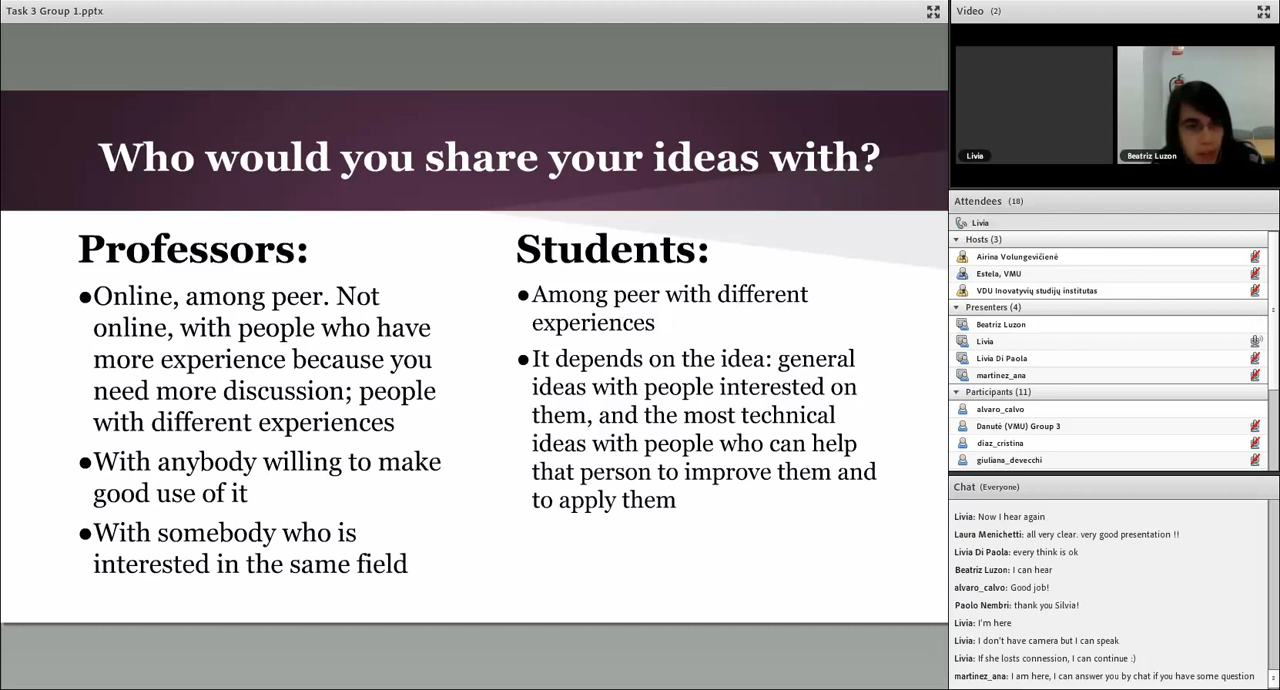 Task 3 Group 1.pptx
Who would you share your ideas with?
Professors:
●Online, among peer. Not
online, with people who have
more experience because you
need more discussion; people
with different experiences
●With anybody willing to make
good use of it
●With somebody who is
interested in the same field
Students:
●Among peer with different
experiences
●It depends on the idea: general
ideas with people interested on
them, and the most technical
ideas with people who can help
that person to improve them and
to apply them
Video (2)
Livia
Beatriz Luzon
Attendees (18)
Livia
Hosts (3)
Airina Volungevičienė
Estela, VMU
VDU Inovatyvių studijų institutas
Presenters (4)
Beatriz Luzon
Livia
Livia Di Paola
martinez_ana
Participants (11)
alvaro_calvo
Danutė (VMU) Group 3
diaz_cristina
giuliana_devecchi
Chat (Everyone)
Livia: Now I hear again
Laura Menichetti: all very clear. very good presentation !!
Livia Di Paola: every think is ok
Beatriz Luzon: I can hear
alvaro_calvo: Good job!
Paolo Nembri: thank you Silvia!
Livia: I'm here
Livia: I don't have camera but I can speak
Livia: If she losts connession, I can continue :)
martinez_ana: I am here, I can answer you by chat if you have some question